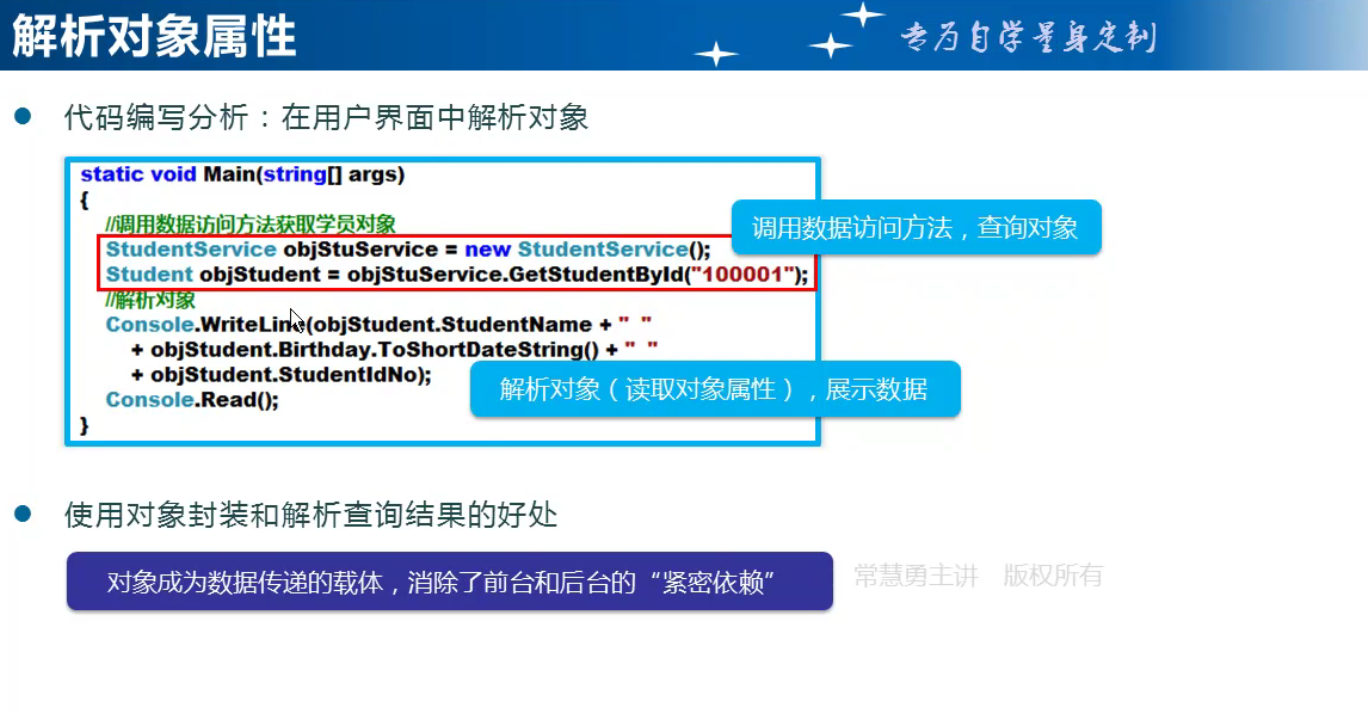 解析对象属性
专为自学量身定制
代码编写分析：在用户界面中解析对象
static void Main(string[] args)
{
//调用数据访问方法获取学员对象
StudentService objStuService = new StudentService();
Student objStudent = objStuService.GetStudentById("100001");
调用数据访问方法，查询对象
//解析对象
Console.WriteLine(objStudent.StudentName + "  "
+ objStudent.Birthday.ToShortDateString() + "  "
+ objStudent.StudentIdNo);
Console.Read();
}
解析对象（读取对象属性），展示数据
使用对象封装和解析查询结果的好处
对象成为数据传递的载体，消除了前台和后台的“紧密依赖”
常慧勇主讲 版权所有